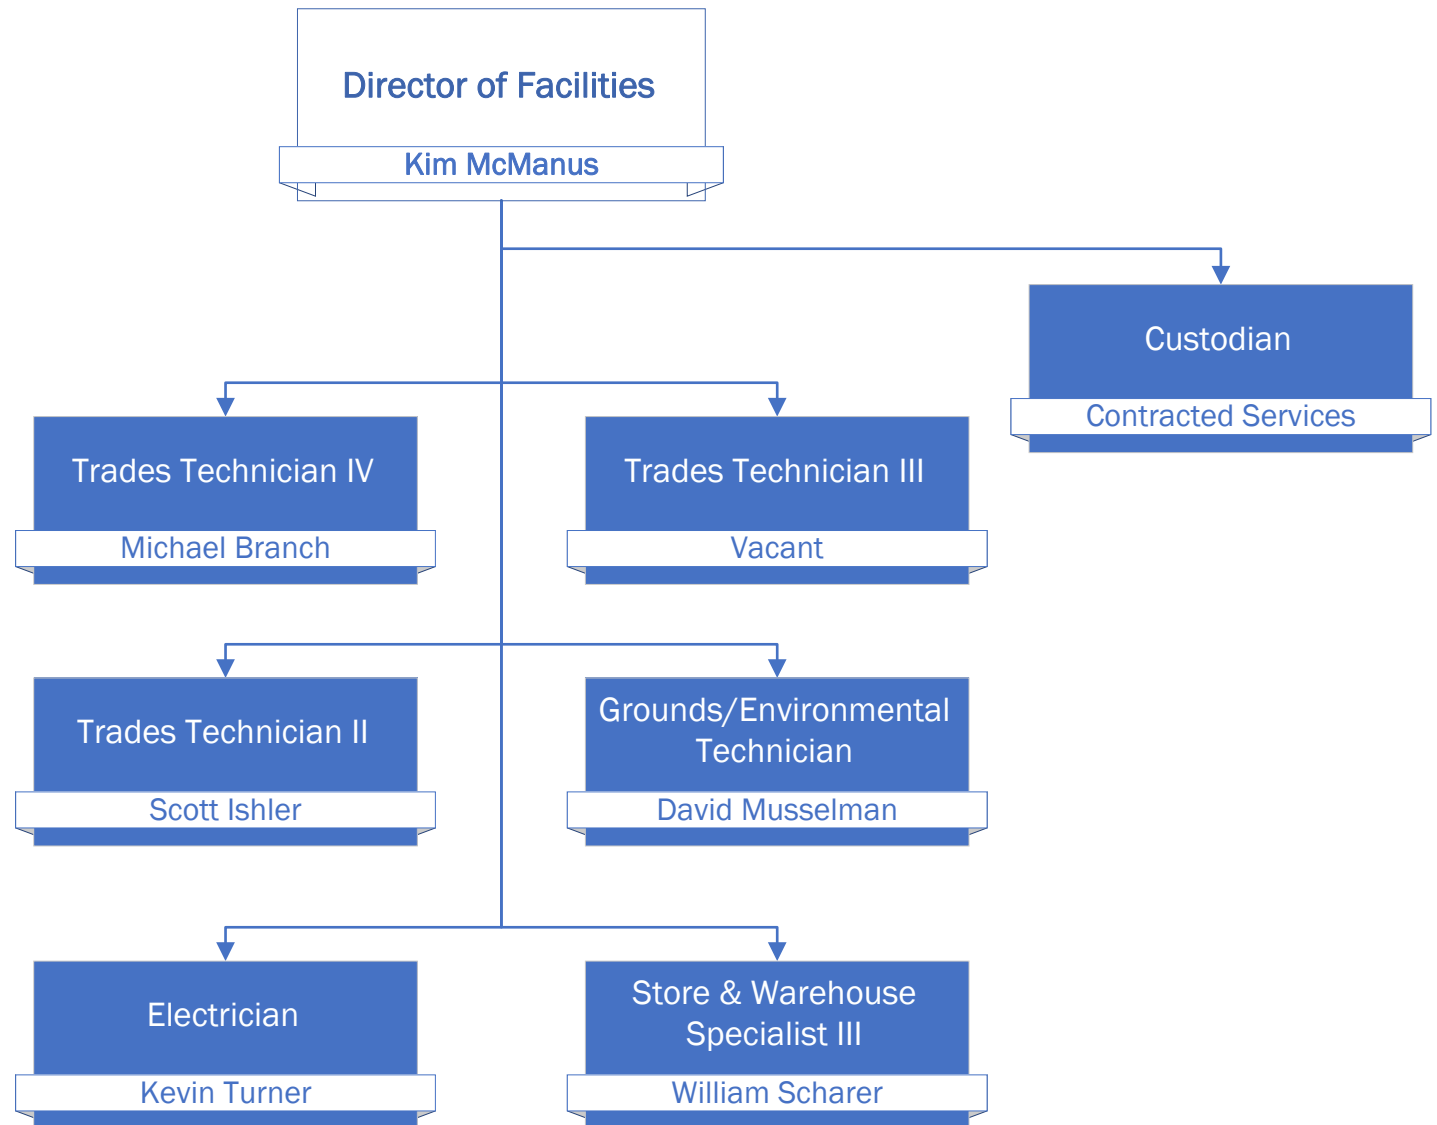 Director of Facilities
Kim McManus
Custodian
Contracted Services
Trades Technician IV
Michael Branch
Trades Technician III
Vacant
Trades Technician II
Scott Ishler
Grounds/Environmental
Technician
David Musselman
Electrician
Kevin Turner
Store & Warehouse
Specialist III
William Scharer